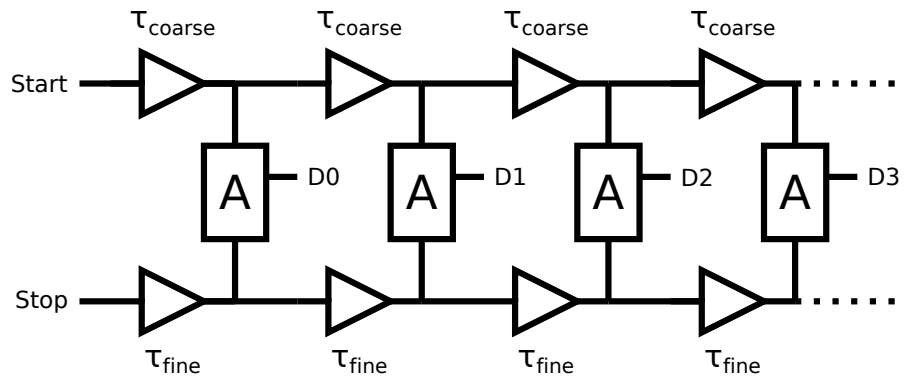 τcoarse τcoarse τcoarse τcoarse
Start
A D0 A D1 A D2 A D3
Stop
τfine τfine τfine τfine